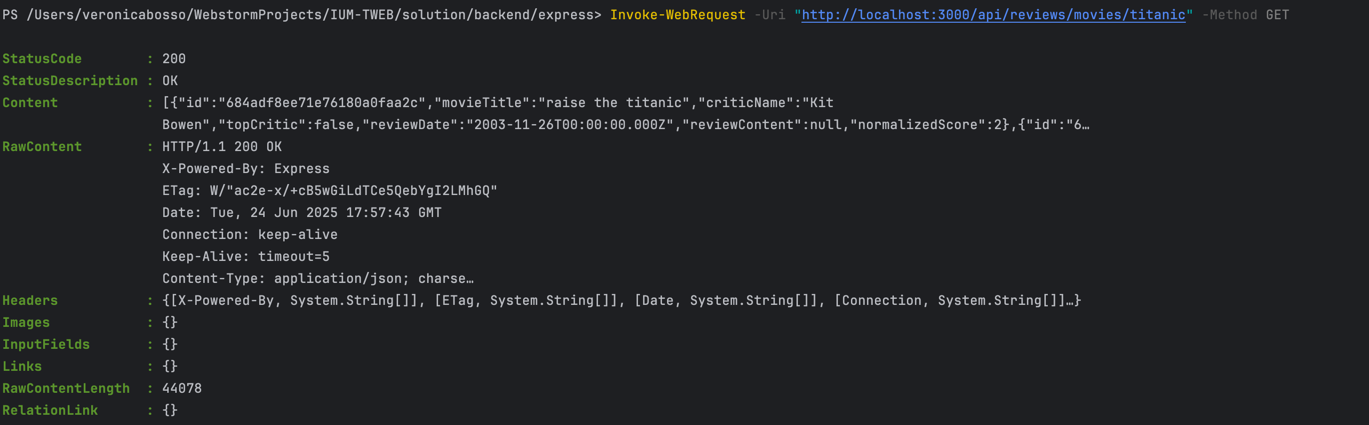 PS /Users/veronicabosso/WebstormProjects/IUM-TWEB/solution/backend/express> Invoke-WebRequest -Uri "http://localhost:3000/api/reviews/movies/titanic" -Method GET
StatusCode        : 200
StatusDescription : OK
Content           : [{"id":"684adf8ee71e76180a0faa2c","movieTitle":"raise the titanic","criticName":"Kit
                    Bowen","topCritic":false,"reviewDate":"2003-11-26T00:00:00.000Z","reviewContent":null,"normalizedScore":2},{"id":"6…
RawContent        : HTTP/1.1 200 OK
                    X-Powered-By: Express
                    ETag: W/"ac2e-x/+cB5wGiLdTCe5QebYgI2LMhGQ"
                    Date: Tue, 24 Jun 2025 17:57:43 GMT
                    Connection: keep-alive
                    Keep-Alive: timeout=5
                    Content-Type: application/json; charse…
Headers           : {[X-Powered-By, System.String[]], [ETag, System.String[]], [Date, System.String[]], [Connection, System.String[]]…}
Images            : {}
InputFields       : {}
Links             : {}
RawContentLength  : 44078
RelationLink      : {}